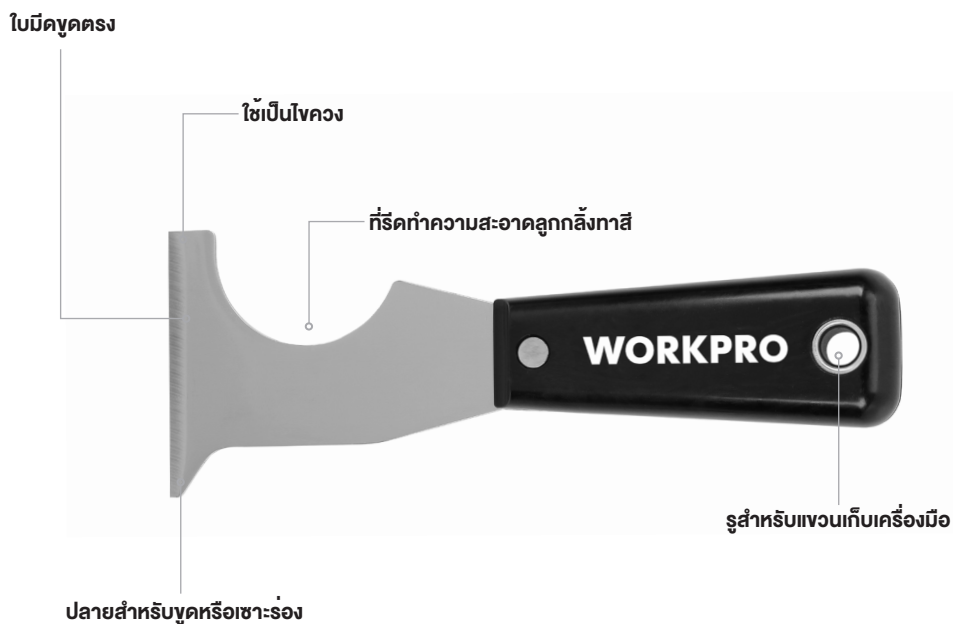 ใบมีดขูดตรง
ใช้เป็นไขควง
ที่รีดทำความสะอาดลูกกลิ้งทาสี
WORKPRO
รูสำหรับแขวนเก็บเครื่องมือ
ปลายสำหรับขูดหรือเซาะร่อง